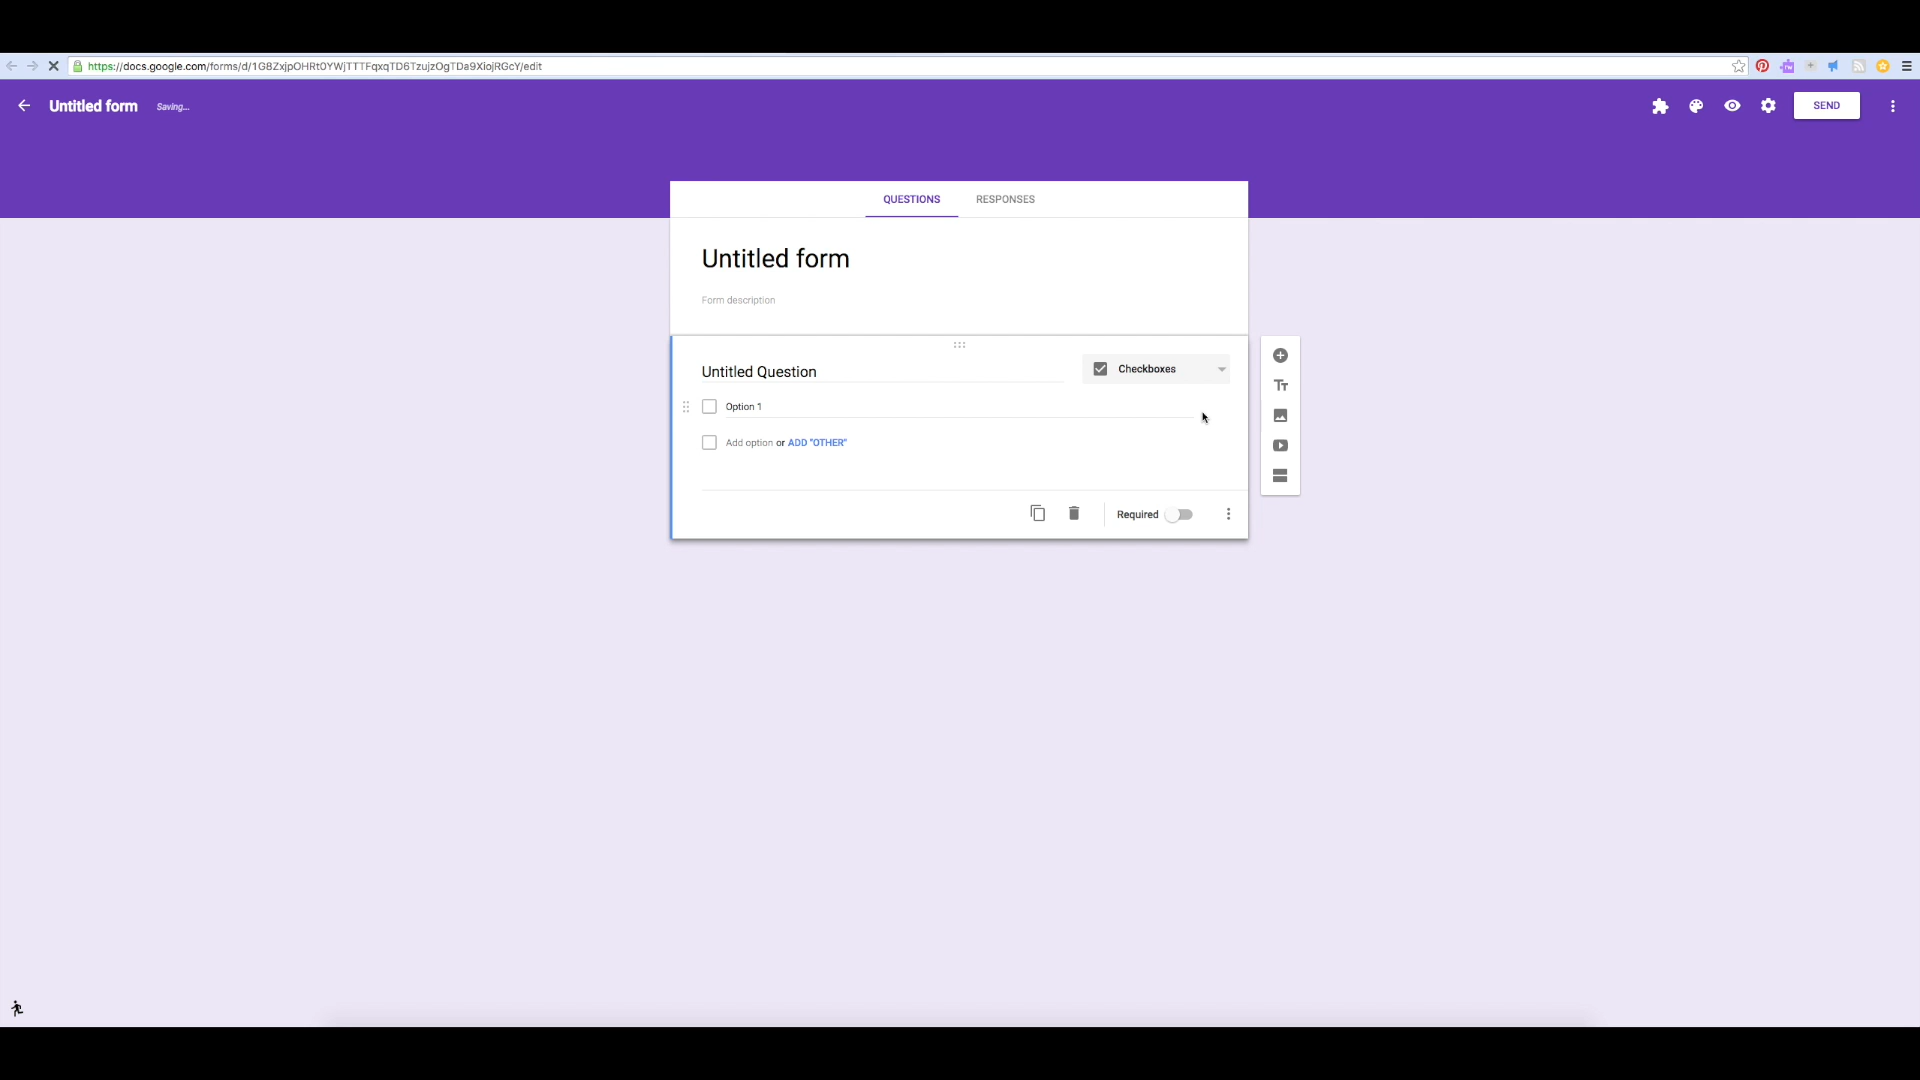 https://docs.google.com/forms/d/1G8ZxjpOHRtOYWjTTTFqxqTD6TzujzOgTDa9XiojRGcY/edit
Untitled form Saving...
SEND
QUESTIONS RESPONSES
Untitled form
Form description
Untitled Question Checkboxes
Option 1
Add option or ADD "OTHER"
Required